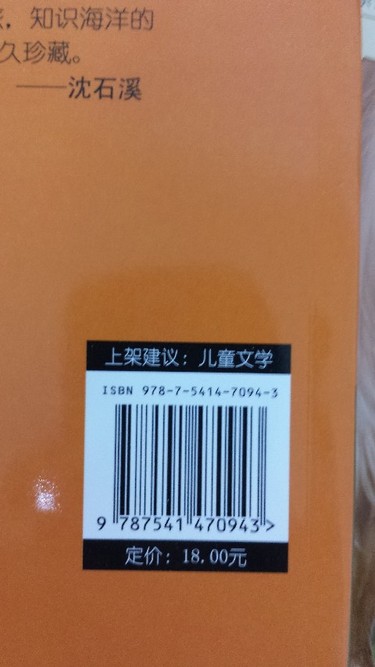 ，知识海洋的
久珍藏。
——沈石溪
上架建议：儿童文学
ISBN 978-7-5414-7094-3
9 787541 470943>
定价：18.00元